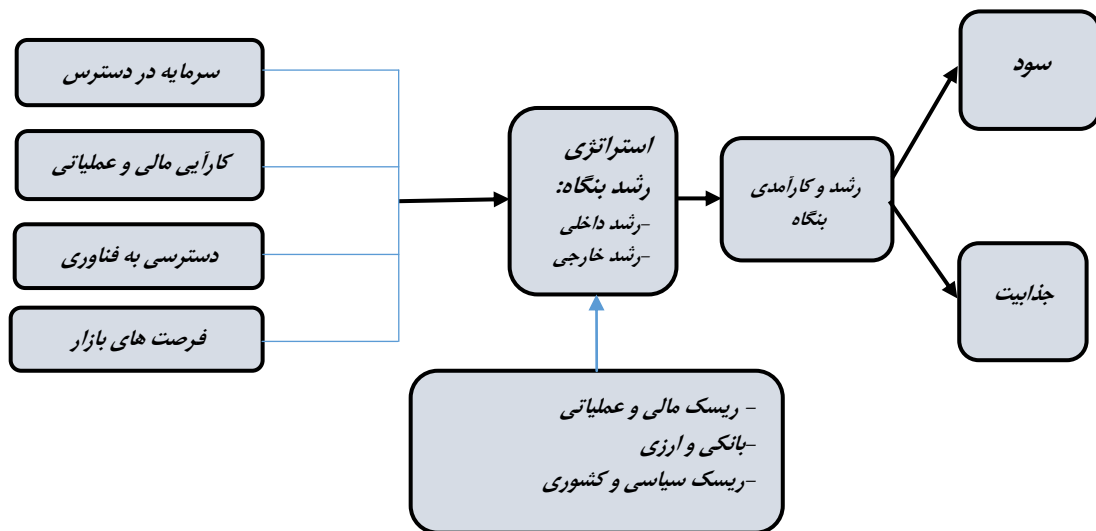 سرمایه در دسترس
کارآیی مالی و عملیاتی
دسترسی به فناوری
فرصت های بازار
استراتژی
رشد بنگاه:
-رشد داخلی
-رشد خارجی
رشد و کارآمدی
بنگاه
سود
جذابیت
- ریسک مالی و عملیاتی
-بانکی و ارزی
-ریسک سیاسی و کشوری